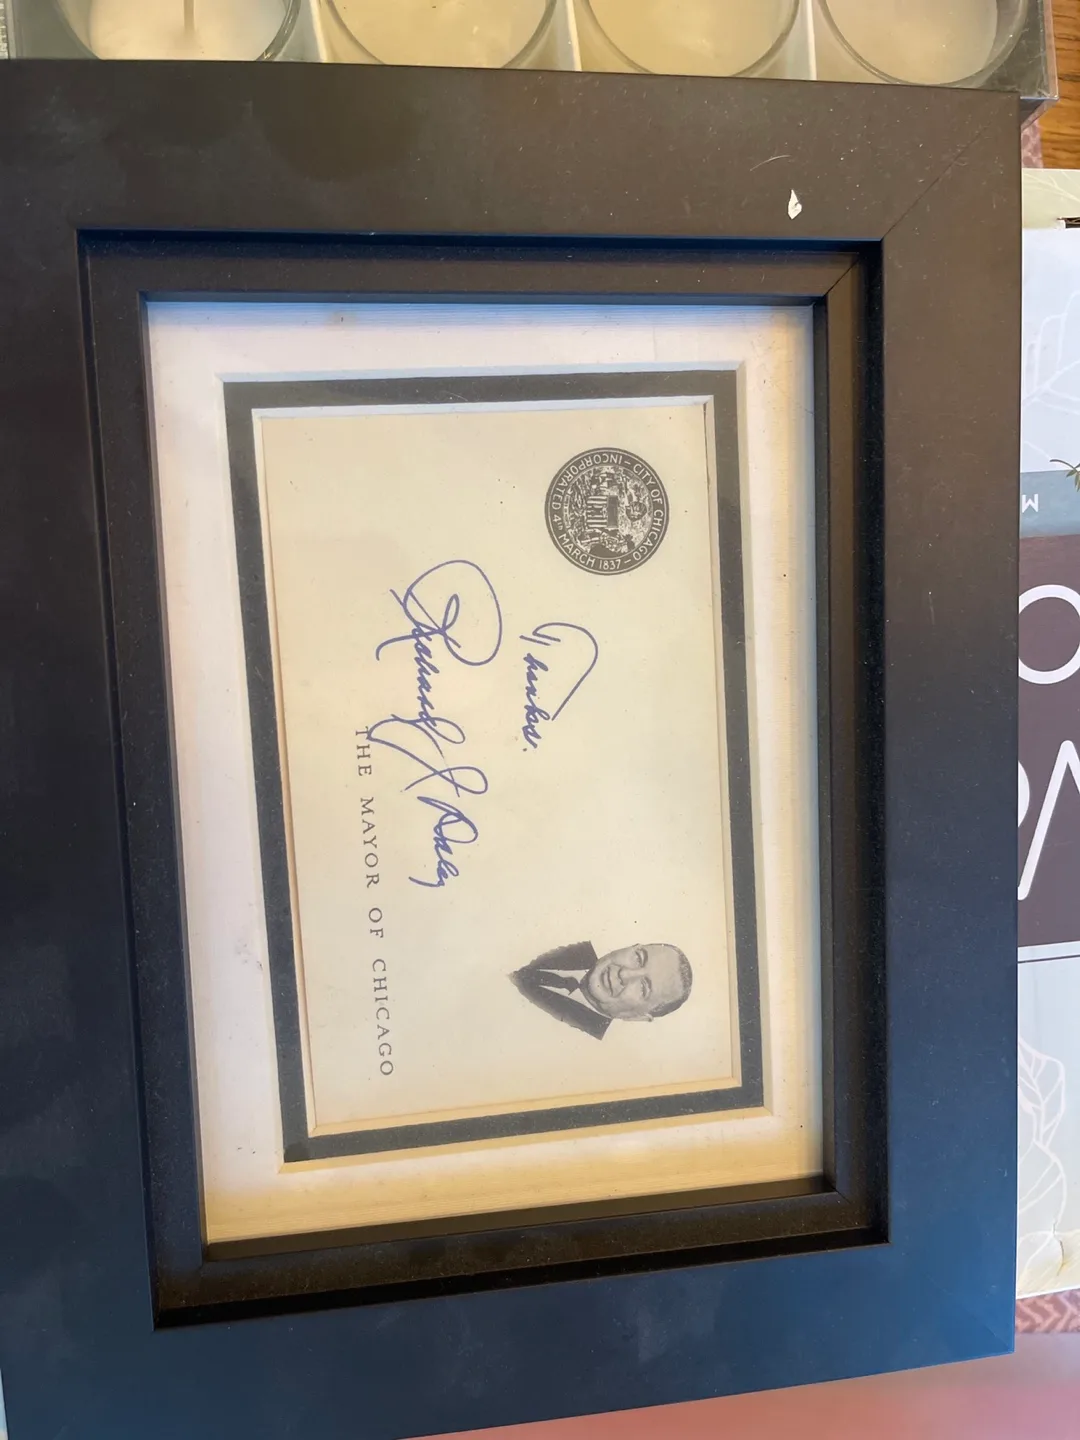 CITY OF CHICAGO – INCORPORATED 4th MARCH 1837 –
Thanks.
Richard J Daley
THE MAYOR OF CHICAGO
M
O